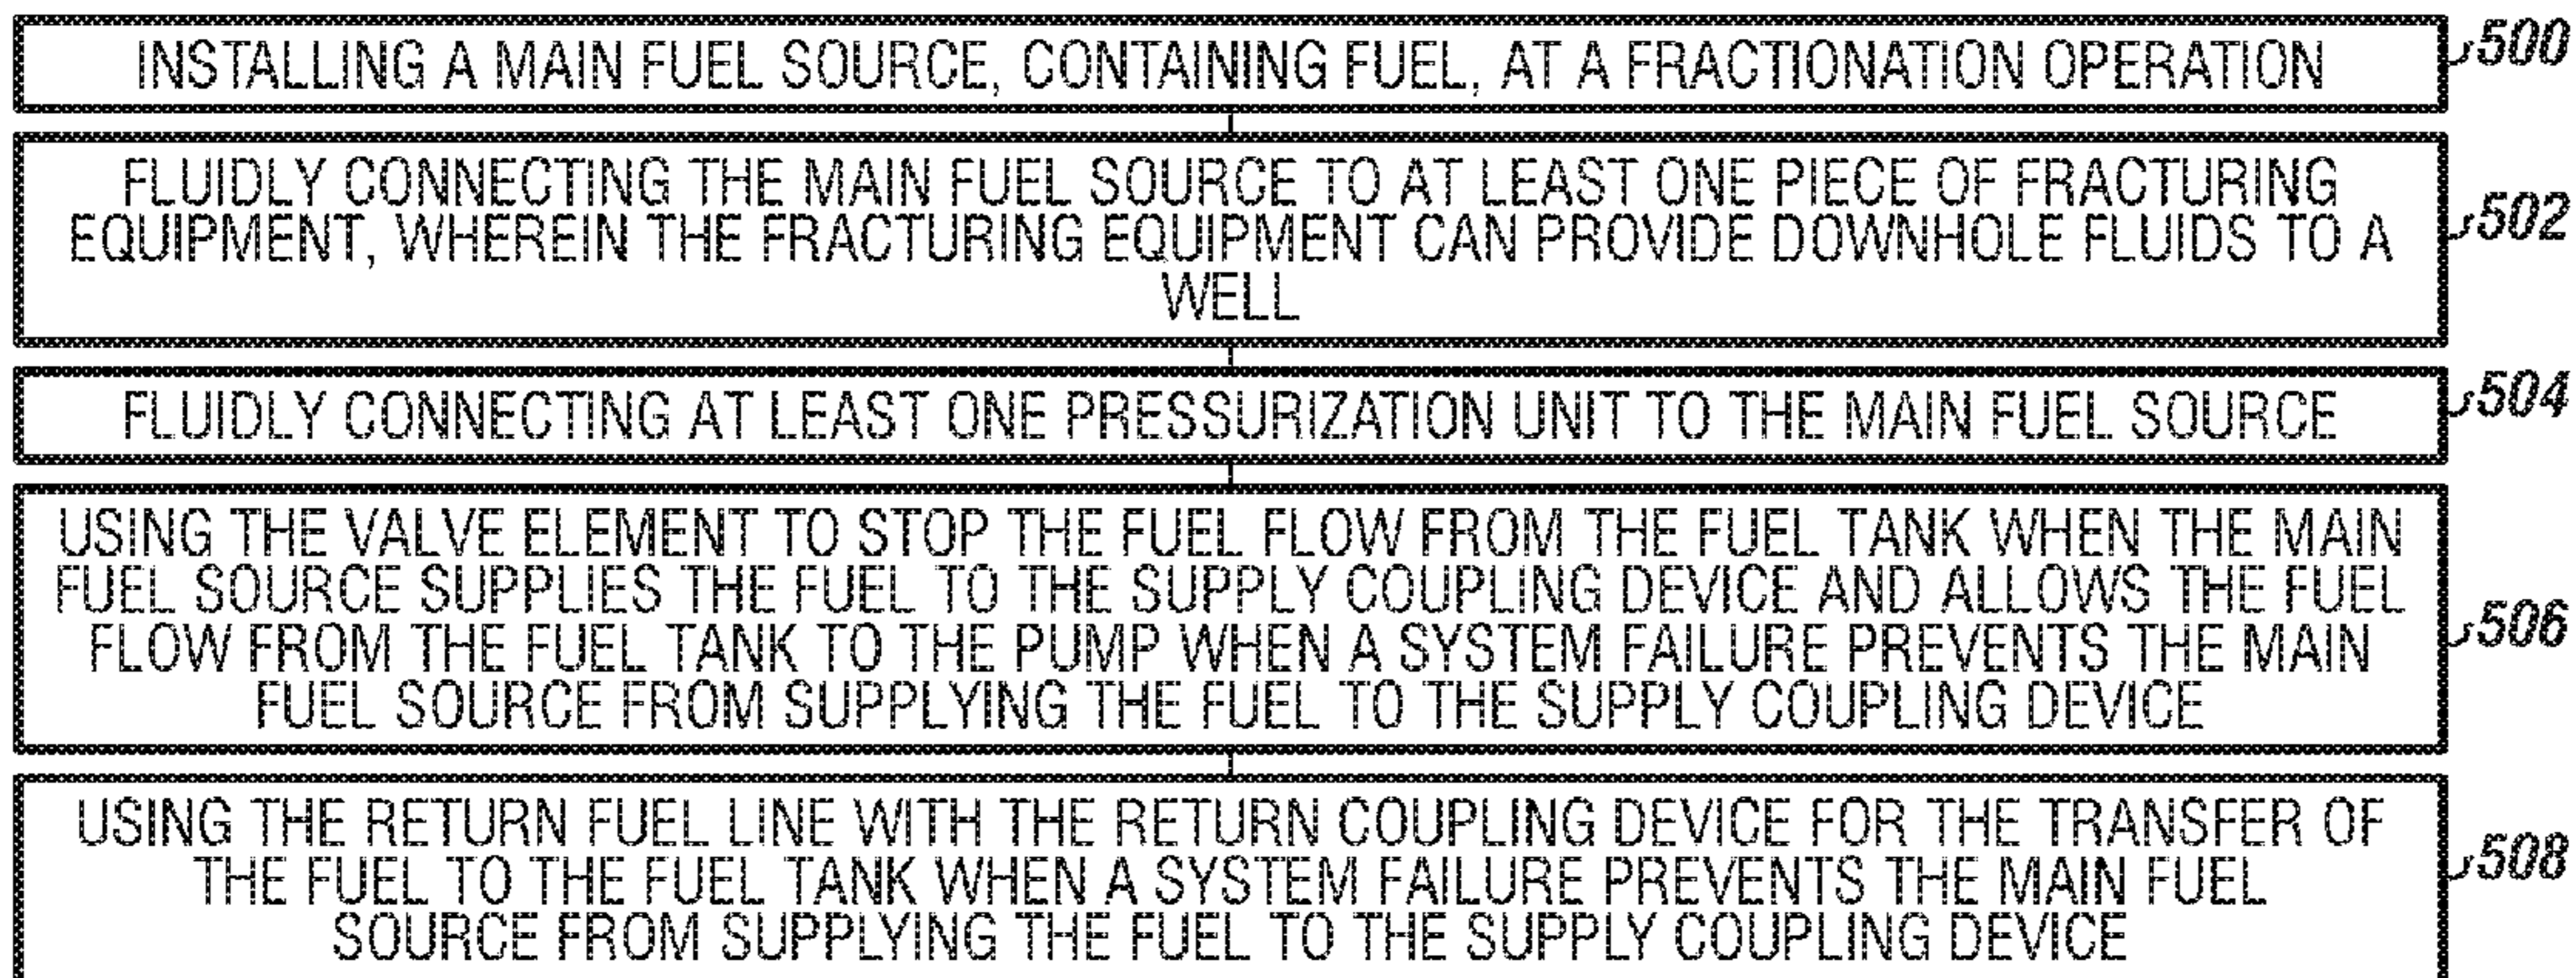 INSTALLING A MAIN FUEL SOURCE, CONTAINING FUEL, AT A FRACTIONATION OPERATION
500
FLUIDLY CONNECTING THE MAIN FUEL SOURCE TO AT LEAST ONE PIECE OF FRACTURING
EQUIPMENT, WHEREIN THE FRACTURING EQUIPMENT CAN PROVIDE DOWNHOLE FLUIDS TO A
WELL
502
FLUIDLY CONNECTING AT LEAST ONE PRESSURIZATION UNIT TO THE MAIN FUEL SOURCE
504
USING THE VALVE ELEMENT TO STOP THE FUEL FLOW FROM THE FUEL TANK WHEN THE MAIN
FUEL SOURCE SUPPLIES THE FUEL TO THE SUPPLY COUPLING DEVICE AND ALLOWS THE FUEL
FLOW FROM THE FUEL TANK TO THE PUMP WHEN A SYSTEM FAILURE PREVENTS THE MAIN
FUEL SOURCE FROM SUPPLYING THE FUEL TO THE SUPPLY COUPLING DEVICE
506
USING THE RETURN FUEL LINE WITH THE RETURN COUPLING DEVICE FOR THE TRANSFER OF
THE FUEL TO THE FUEL TANK WHEN A SYSTEM FAILURE PREVENTS THE MAIN FUEL
SOURCE FROM SUPPLYING THE FUEL TO THE SUPPLY COUPLING DEVICE
508